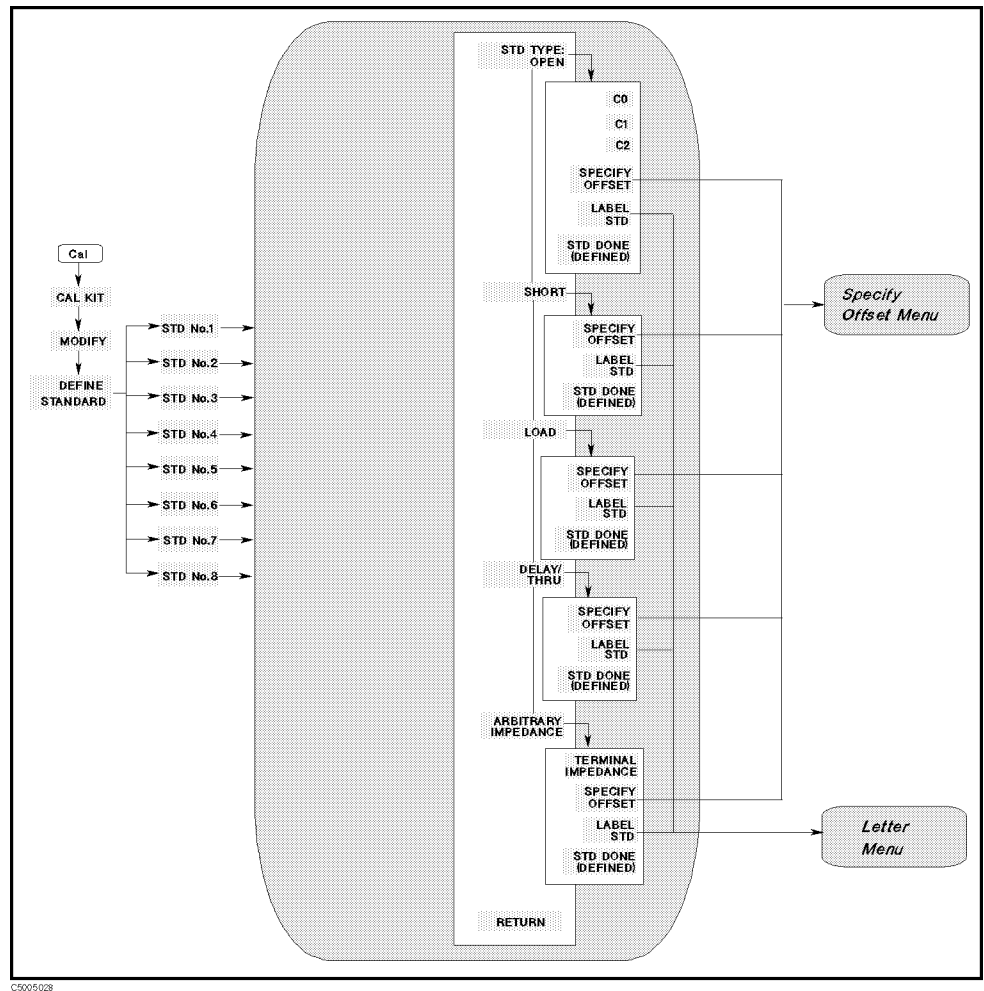 Cal
CAL KIT
MODIFY
DEFINE
STANDARD
STD No.1
STD No.2
STD No.3
STD No.4
STD No.5
STD No.6
STD No.7
STD No.8
STD TYPE:
OPEN
C0
C1
C2
SPECIFY
OFFSET
LABEL
STD
STD DONE
(DEFINED)
SHORT
SPECIFY
OFFSET
LABEL
STD
STD DONE
(DEFINED)
LOAD
SPECIFY
OFFSET
LABEL
STD
STD DONE
(DEFINED)
DELAY/
THRU
SPECIFY
OFFSET
LABEL
STD
STD DONE
(DEFINED)
ARBITRARY
IMPEDANCE
TERMINAL
IMPEDANCE
SPECIFY
OFFSET
LABEL
STD
STD DONE
(DEFINED)
RETURN
Specify
Offset Menu
Letter
Menu
C5005028